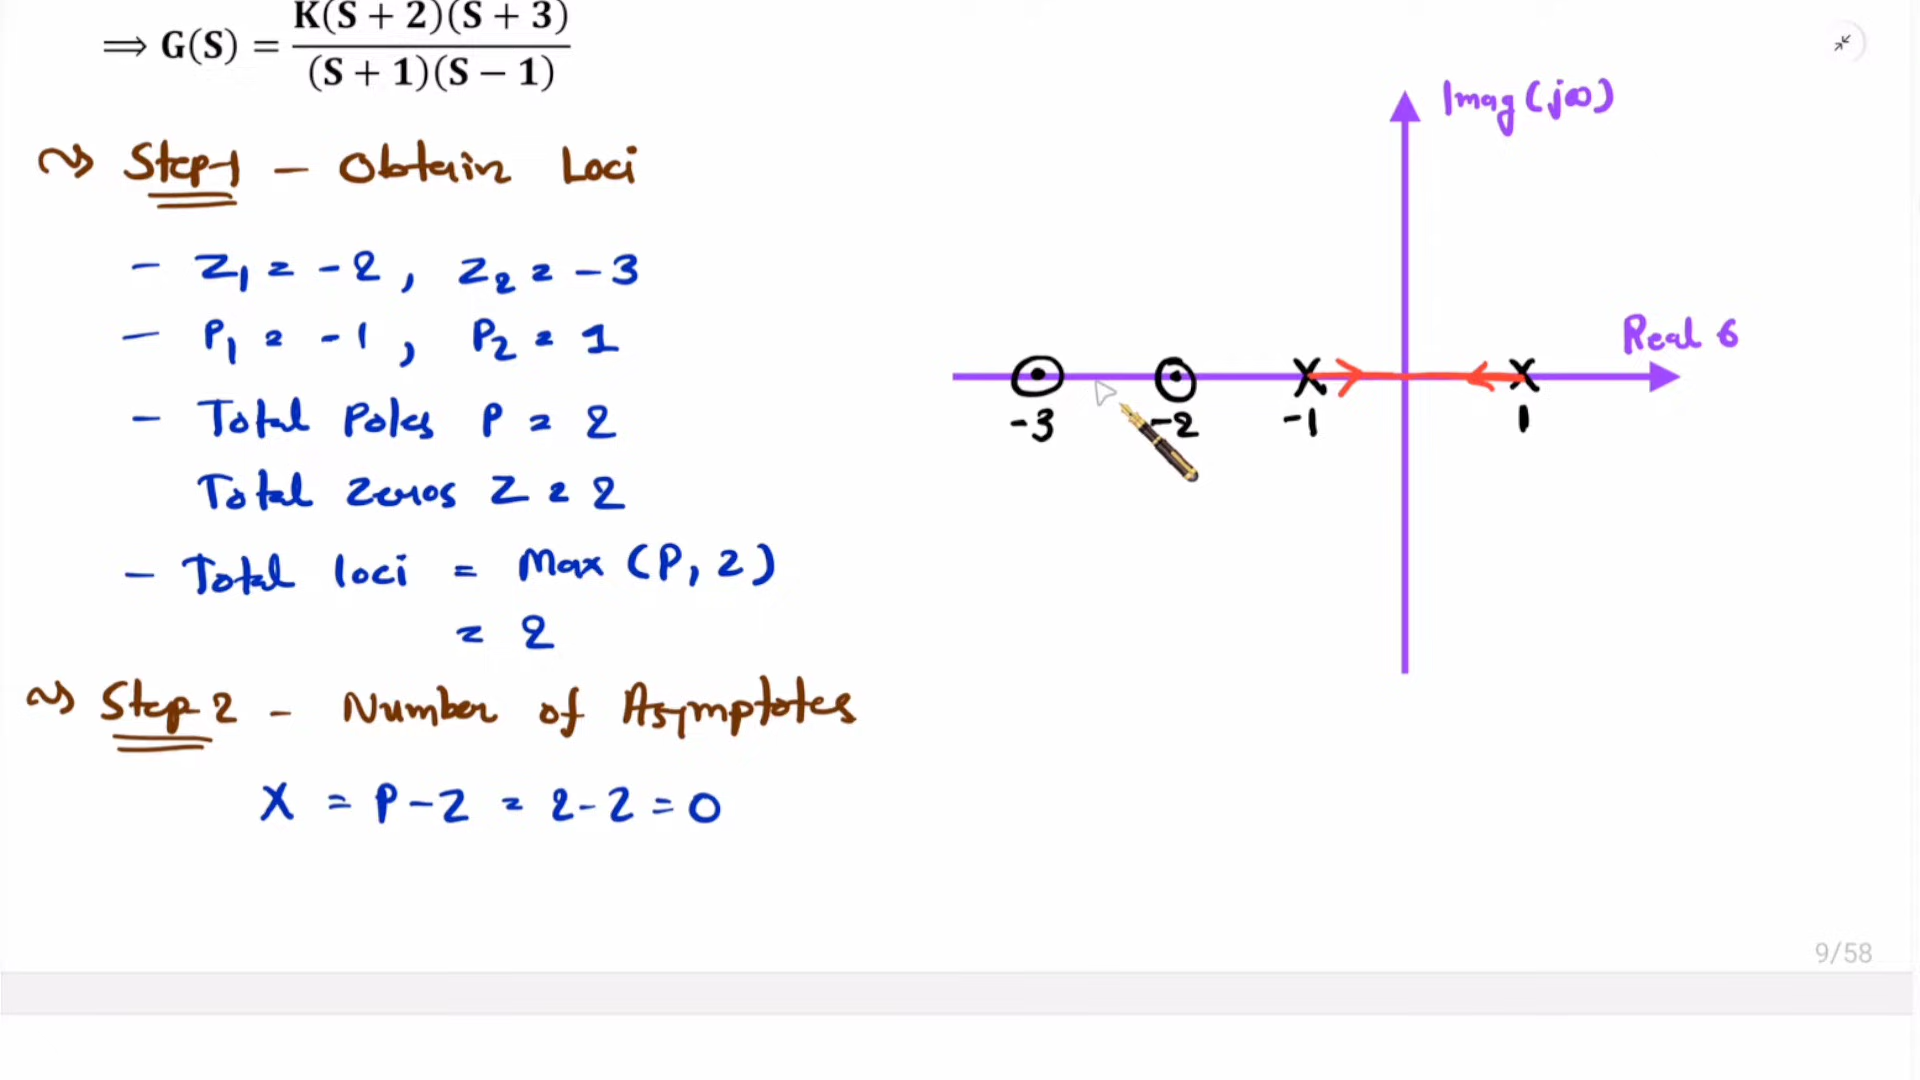 ⟹ G(S) = K(S + 2)(S + 3) / (S + 1)(S − 1)
Step-1 - Obtain Loci
- Z1 = -2, Z2 = -3
- P1 = -1, P2 = 1
- Total Poles P = 2
Total Zeros Z = 2
- Total loci = Max (P, Z)
= 2
Step-2 - Number of Asymptotes
X = P-Z = 2-2 = 0
Imag (jω)
Real σ
-3 -2 -1 1
9/58